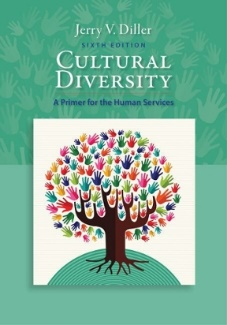 Jerry V. Diller
SIXTH EDITION
CULTURAL
DIVERSITY
A Primer for the Human Services